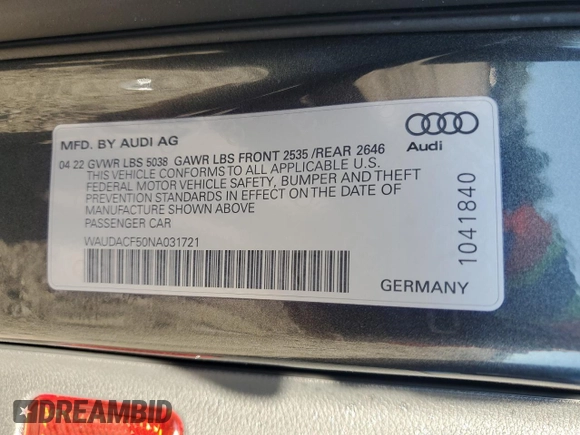 MFD. BY AUDI AG
04 22 GVWR LBS 5038 GAWR LBS FRONT 2535 /REAR 2646
THIS VEHICLE CONFORMS TO ALL APPLICABLE U.S.
FEDERAL MOTOR VEHICLE SAFETY, BUMPER AND THEFT
PREVENTION STANDARDS IN EFFECT ON THE DATE OF
MANUFACTURE SHOWN ABOVE
PASSENGER CAR
WAUDACF50NA031721
Audi
1041840
GERMANY
DREAMBID